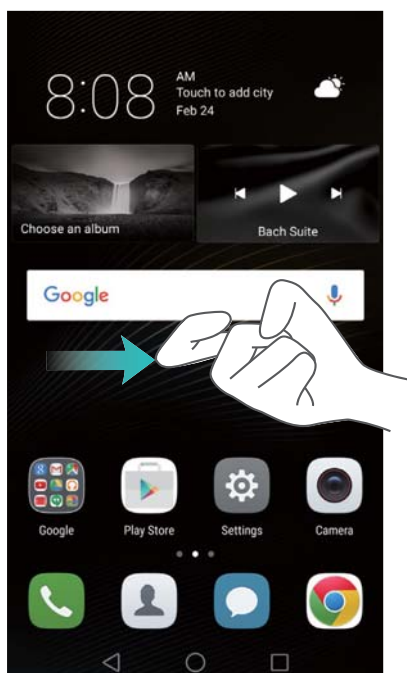 8:08
AM
Touch to add city
Feb 24
Choose an album
Bach Suite
Google
Google
Play Store
Settings
Camera